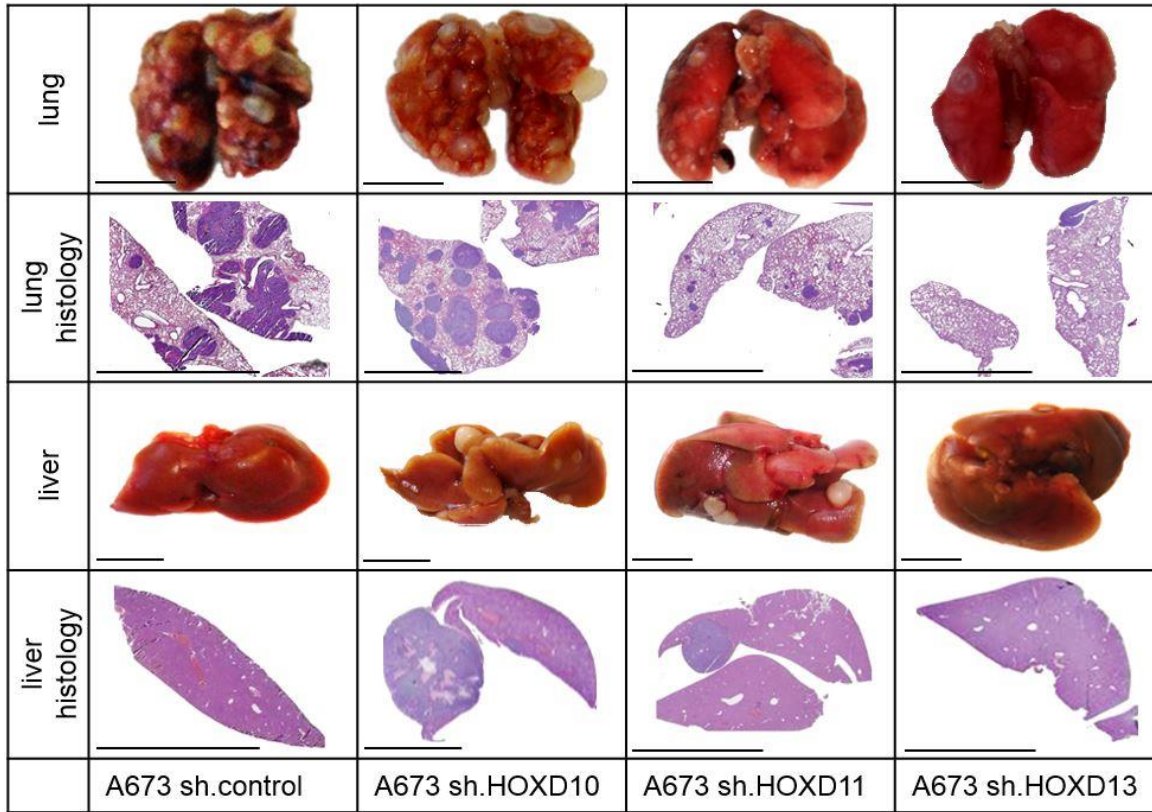 lung
lung
histology
liver
liver
histology
A673 sh.control
A673 sh.HOXD10
A673 sh.HOXD11
A673 sh.HOXD13